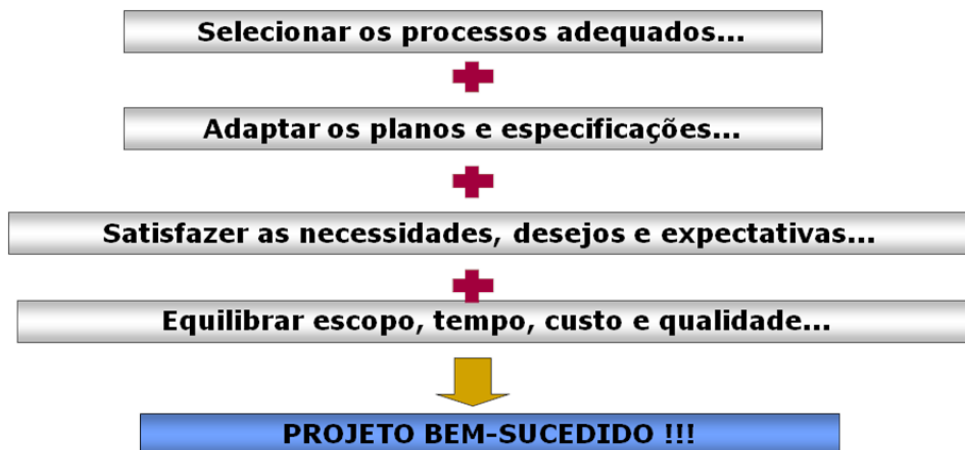 Selecionar os processos adequados...
Adaptar os planos e especificações...
Satisfazer as necessidades, desejos e expectativas...
Equilibrar escopo, tempo, custo e qualidade...
PROJETO BEM-SUCEDIDO !!!